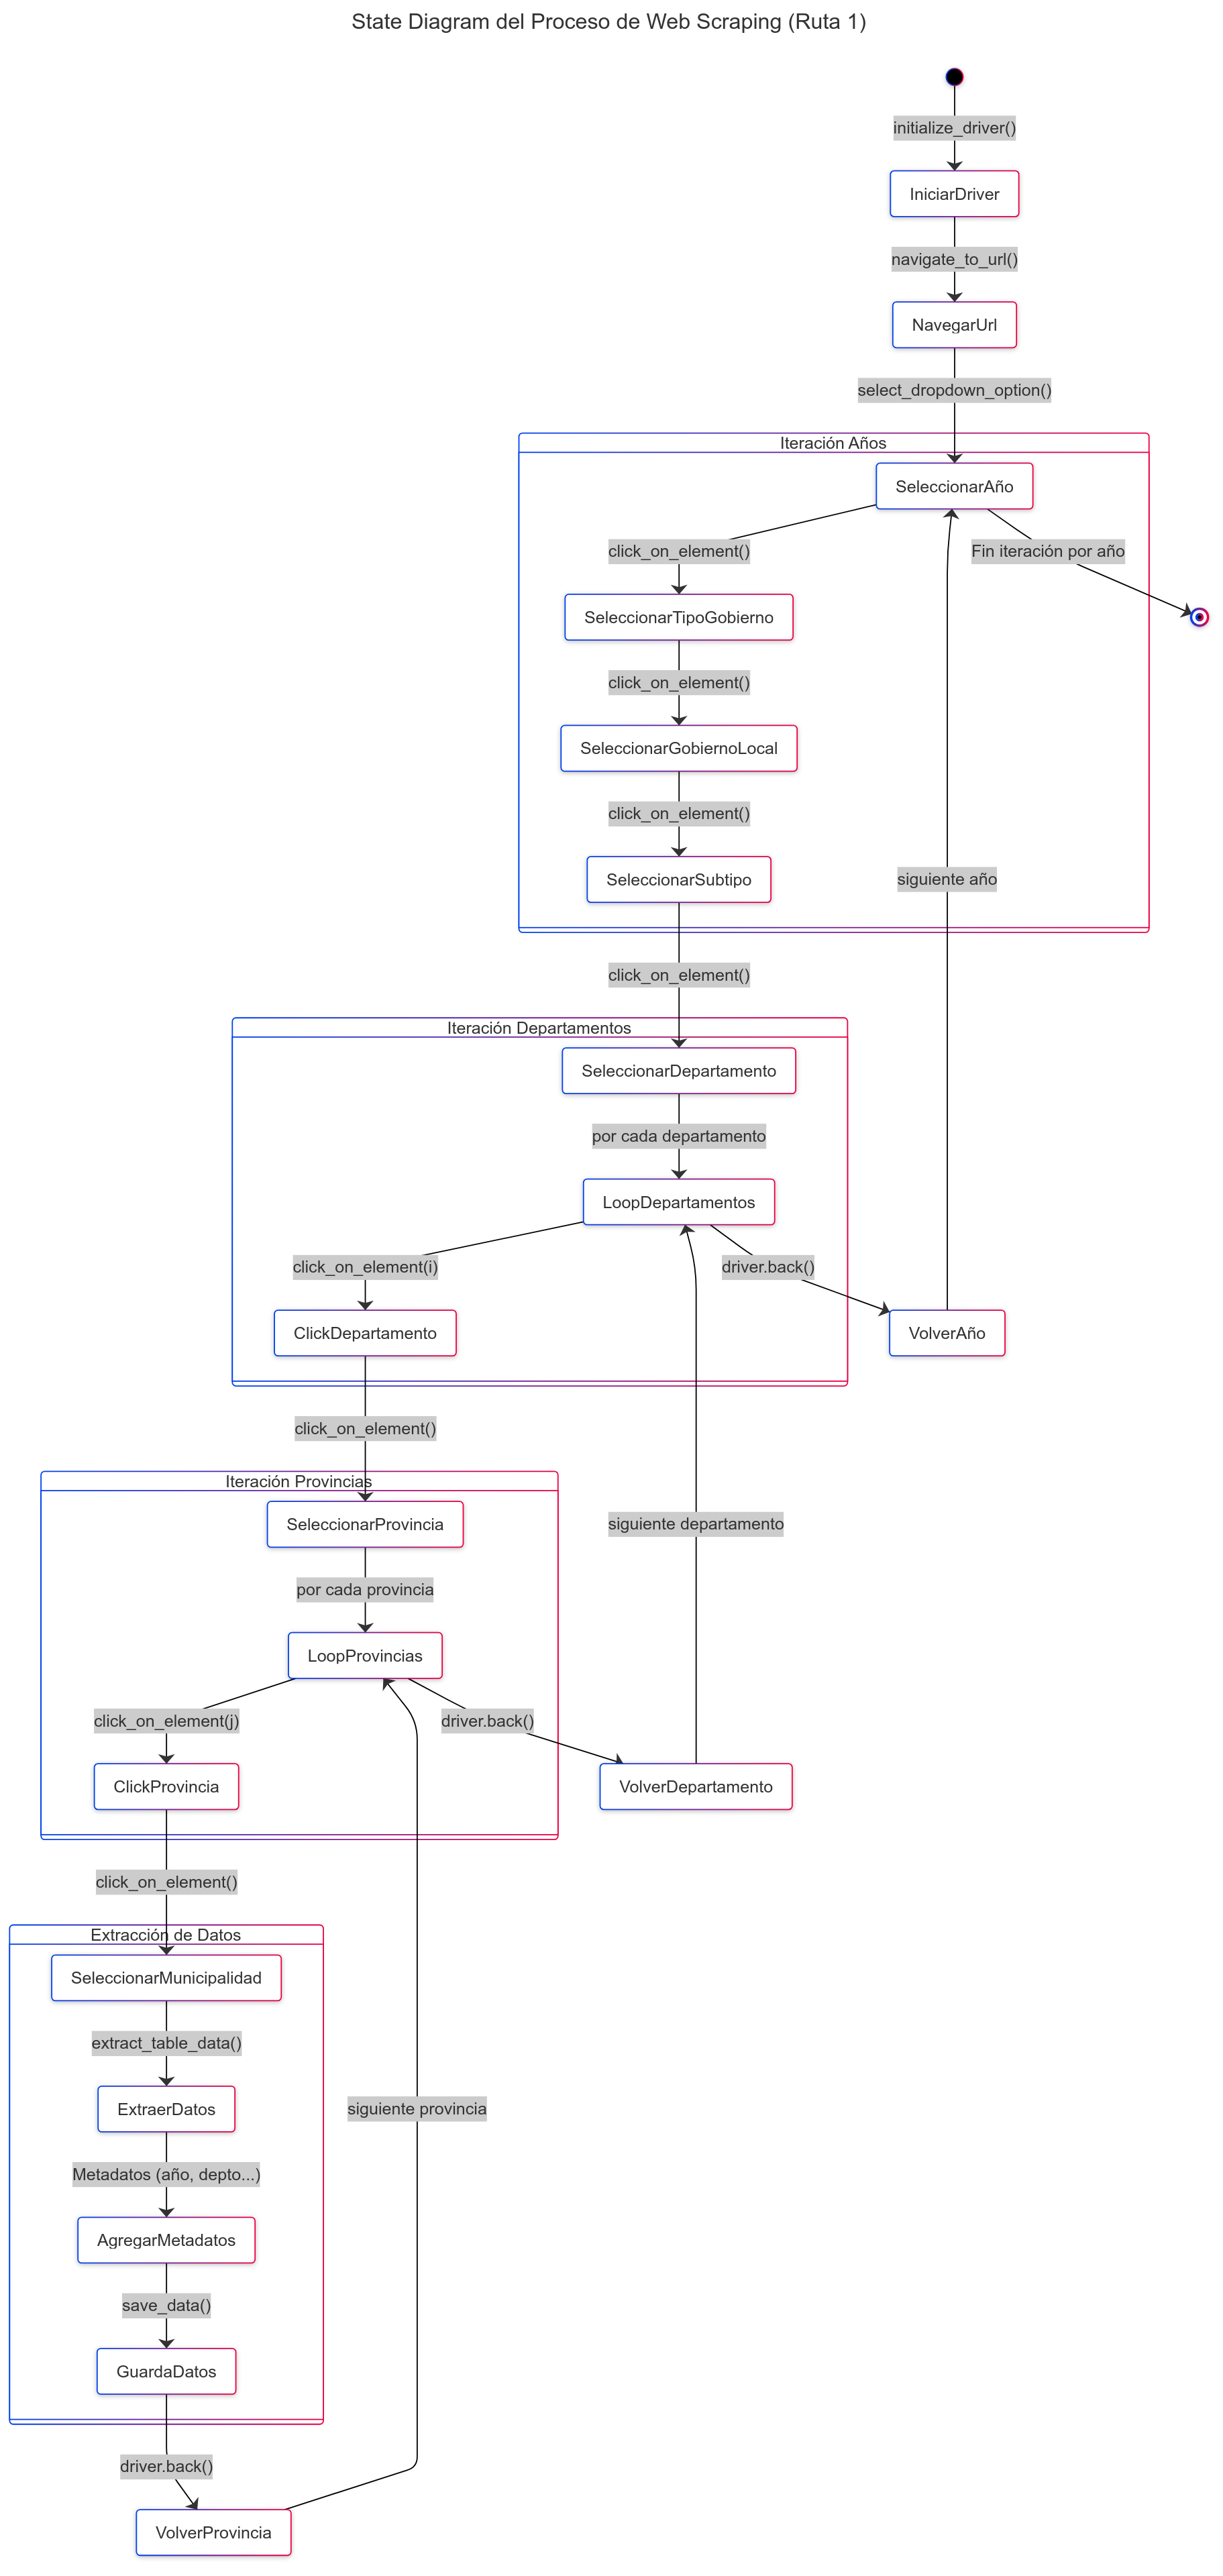 State Diagram del Proceso de Web Scraping (Ruta 1)
initialize_driver()
IniciarDriver
navigate_to_url()
NavegarUrl
select_dropdown_option()
Iteración Años
SeleccionarAño
click_on_element()
Fin iteración por año
SeleccionarTipoGobierno
click_on_element()
SeleccionarGobiernoLocal
click_on_element()
SeleccionarSubtipo
siguiente año
click_on_element()
Iteración Departamentos
SeleccionarDepartamento
por cada departamento
LoopDepartamentos
click_on_element(i)
driver.back()
ClickDepartamento
VolverAño
click_on_element()
Iteración Provincias
SeleccionarProvincia
siguiente departamento
por cada provincia
LoopProvincias
click_on_element(j)
driver.back()
ClickProvincia
VolverDepartamento
click_on_element()
Extracción de Datos
SeleccionarMunicipalidad
extract_table_data()
ExtraerDatos
siguiente provincia
Metadatos (año, depto...)
AgregarMetadatos
save_data()
GuardaDatos
driver.back()
VolverProvincia